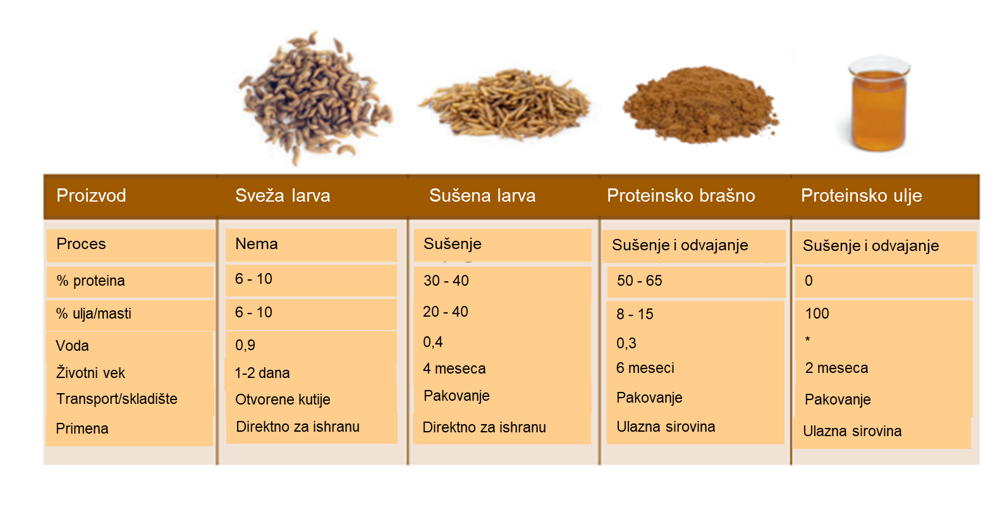 Proizvod Sveža larva Sušena larva Proteinsko brašno Proteinsko ulje
Proces Nema Sušenje Sušenje i odvajanje Sušenje i odvajanje
% proteina 6 - 10 30 - 40 50 - 65 0
% ulja/masti 6 - 10 20 - 40 8 - 15 100
Voda 0,9 0,4 0,3 *
Životni vek 1-2 dana 4 meseca 6 meseci 2 meseca
Transport/skladište Otvorene kutije Pakovanje Pakovanje Pakovanje
Primena Direktno za ishranu Direktno za ishranu Ulazna sirovina Ulazna sirovina